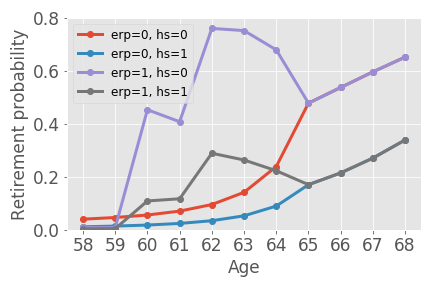 0.8
0.6
0.4
0.2
0.0
Retirement probability
erp=0, hs=0
erp=0, hs=1
erp=1, hs=0
erp=1, hs=1
58 59 60 61 62 63 64 65 66 67 68
Age